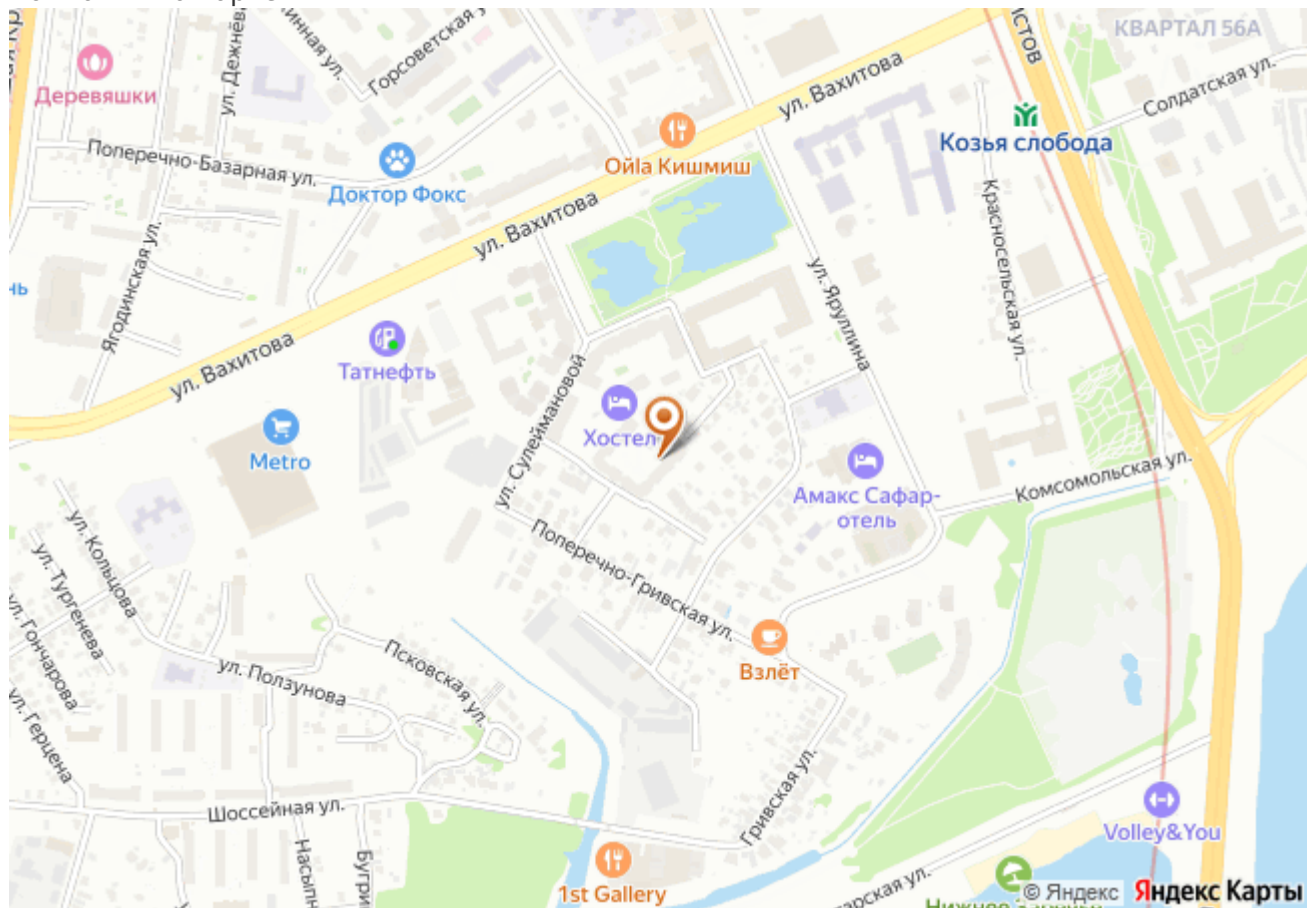 КВАРТАЛ 56А
Деревяшки
ул. Дежнёва
Горсоветская ул.
Солдатская ул.
ул. Вахитова
Козья слобода
Поперечно-Базарная ул.
Доктор Фокс
Ойla Кишмиш
ул. Вахитова
Красносельская ул.
Ягодинская ул.
ул. Яруллина
Татнефть
ул. Вахитова
ул. Сулеймановой
Хостел
Metro
Амакс Сафар-
отель
Комсомольская ул.
ул. Кольцова
ул. Тургенева
ул. Гончарова
ул. Герцена
Поперечно-Гривская ул.
Псковская ул.
ул. Ползунова
Взлёт
Гривская ул.
Шоссейная ул.
Volley&You
1st Gallery
© Яндекс Яндекс Карты